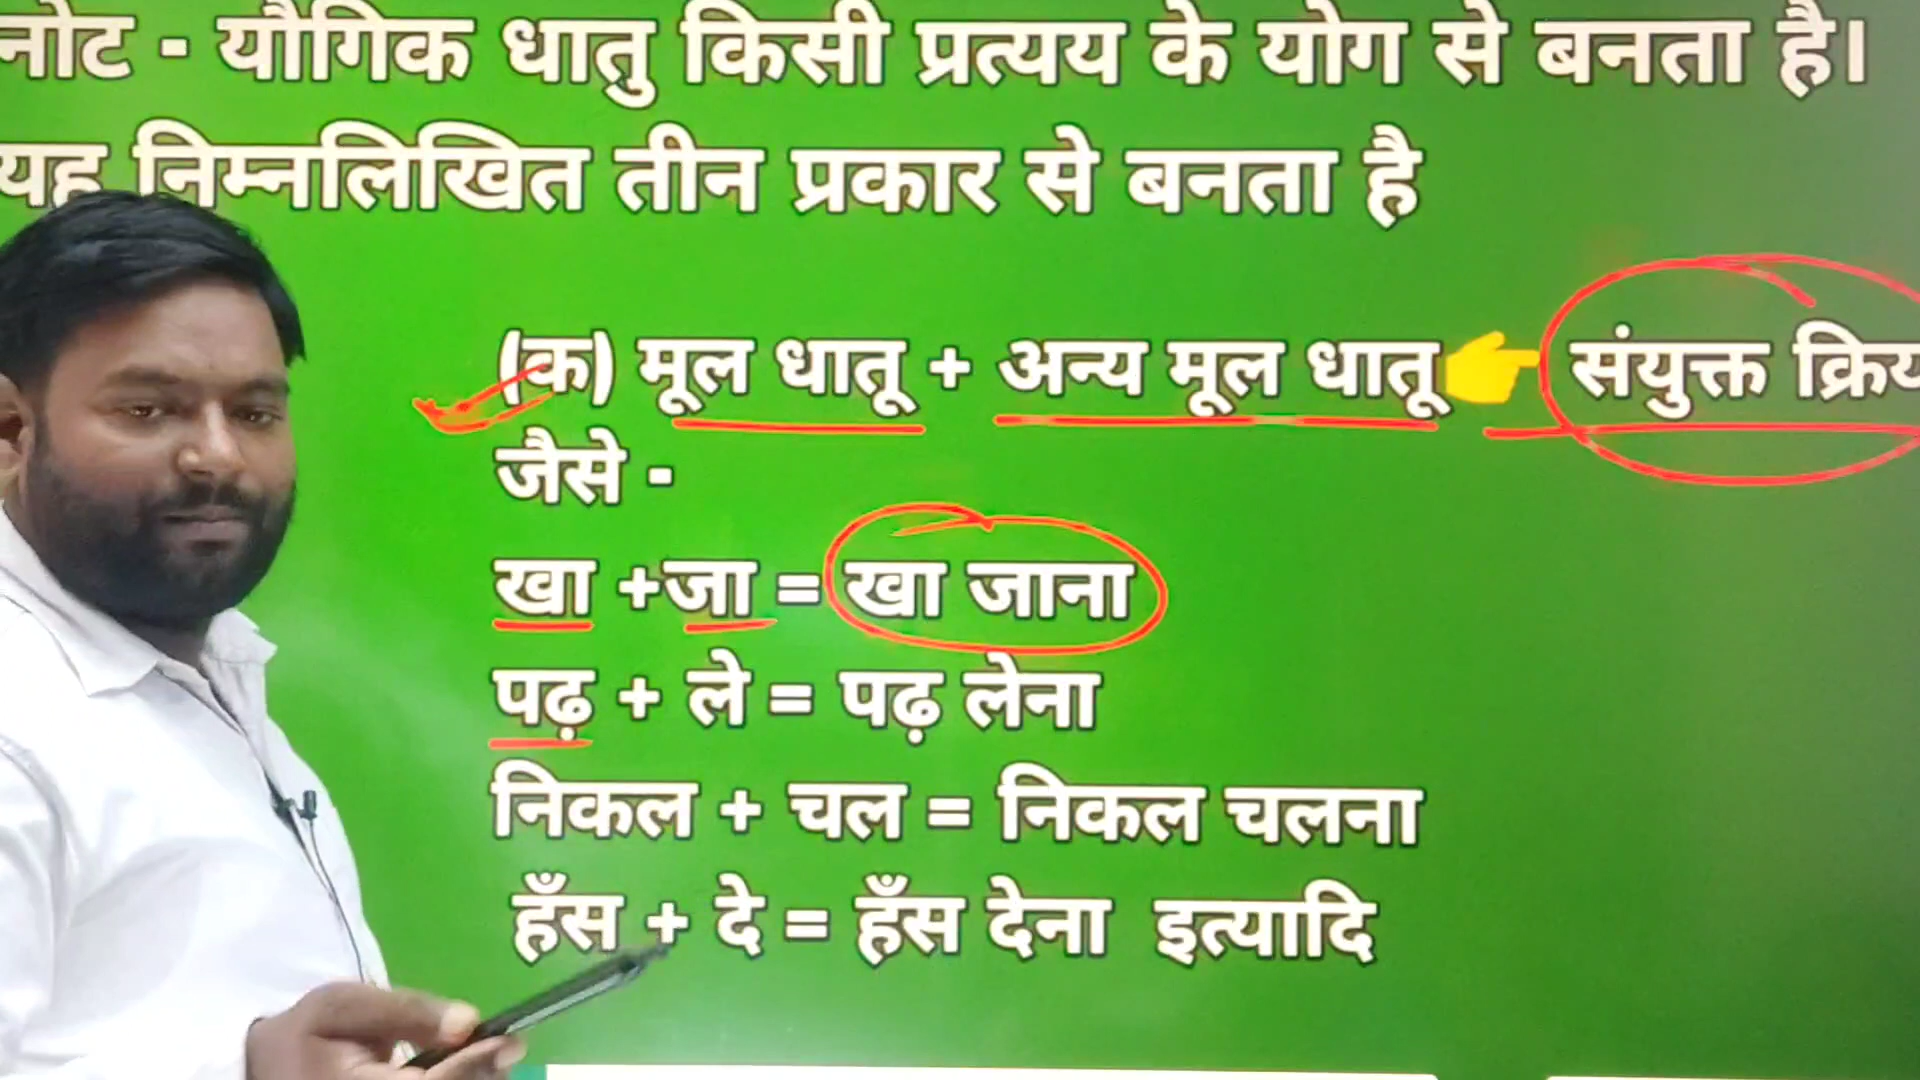 नोट - यौगिक धातु किसी प्रत्यय के योग से बनता है।
यह निम्नलिखित तीन प्रकार से बनता है
(क) मूल धातू + अन्य मूल धातू👉 संयुक्त
जैसे -
खा +जा = खा जाना
पढ़ + ले = पढ़ लेना
निकल + चल = निकल चलना
हँस + दे = हँस देना इत्यादि